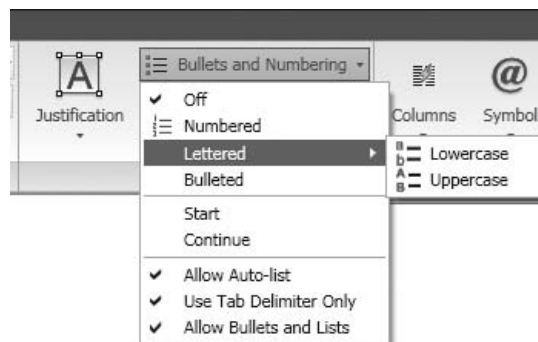 A
Justification
Bullets and Numbering
Off
Numbered
Lettered
Bulleted
Start
Continue
Allow Auto-list
Use Tab Delimiter Only
Allow Bullets and Lists
Columns
@
Symbol
a b Lowercase
A B Uppercase